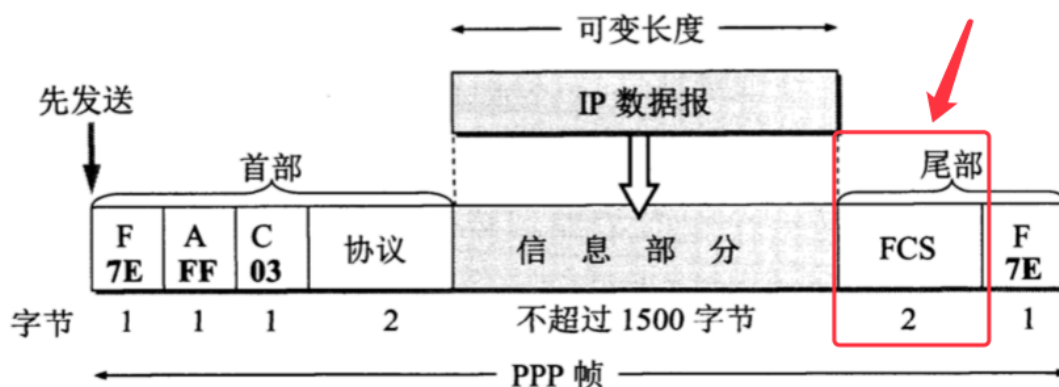 可变长度
IP 数据报
先发送
首部
尾部
F
7E
A
FF
C
03
协议
信息部分
FCS
F
7E
字节 1 1 1 2 不超过 1500 字节 2 1
PPP 帧